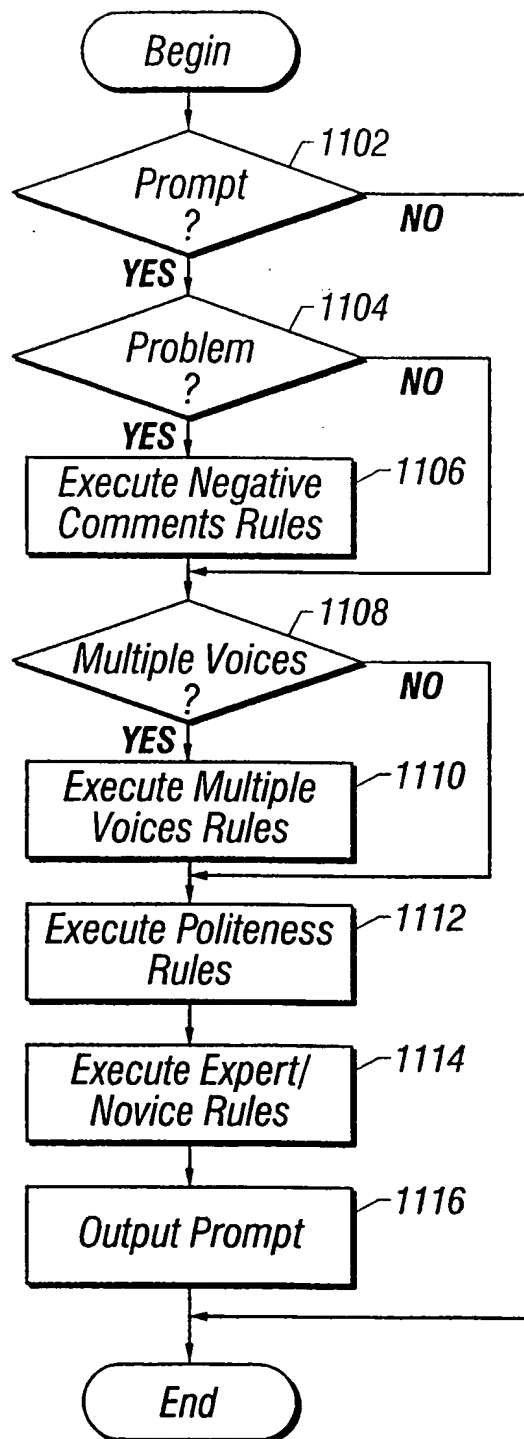 Begin
1102
Prompt
?
NO
YES
1104
Problem
?
NO
YES
Execute Negative
Comments Rules
1106
1108
Multiple Voices
?
NO
YES
Execute Multiple
Voices Rules
1110
Execute Politeness
Rules
1112
Execute Expert/
Novice Rules
1114
Output Prompt
1116
End